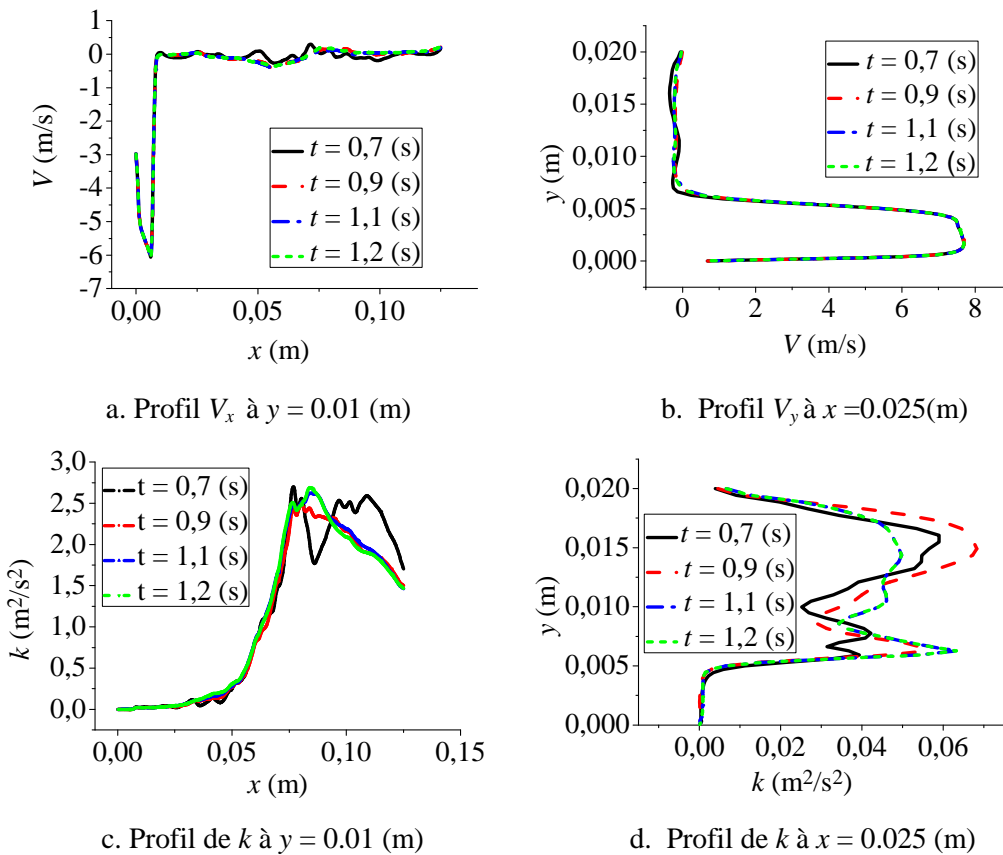 1
0
-1
-2
-3
-4
-5
-6
-7
V (m/s)
t = 0,7 (s)
t = 0,9 (s)
t = 1,1 (s)
t = 1,2 (s)
0,00
0,05
0,10
x (m)
a. Profil Vx à y = 0.01 (m)
0,020
0,015
0,010
0,005
0,000
y (m)
t = 0,7 (s)
t = 0,9 (s)
t = 1,1 (s)
t = 1,2 (s)
0
2
4
6
8
V (m/s)
b. Profil Vy à x =0.025(m)
3,0
2,5
2,0
1,5
1,0
0,5
0,0
k (m²/s²)
t = 0,7 (s)
t = 0,9 (s)
t = 1,1 (s)
t = 1,2 (s)
0,00
0,05
0,10
0,15
x (m)
c. Profil de k à y = 0.01 (m)
0,020
0,015
0,010
0,005
0,000
y (m)
t = 0,7 (s)
t = 0,9 (s)
t = 1,1 (s)
t = 1,2 (s)
0,00
0,02
0,04
0,06
k (m²/s²)
d. Profil de k à x = 0.025 (m)